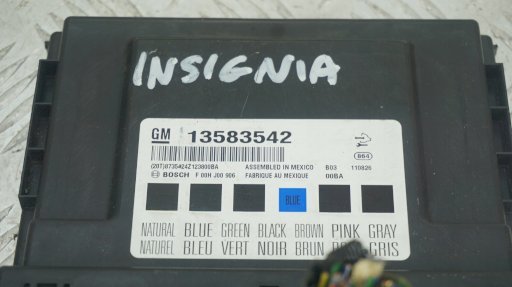 INSIGNIA
GM 13583542
ASSEMBLED IN MEXICO B03 110826
BOSCH F 00H J00 906 FABRIQUE AU MEXIQUE 00BA
864
BLUE
NATURAL BLUE GREEN BLACK BROWN PINK GRAY
NATUREL BLEU VERT NOIR BRUN GRIS